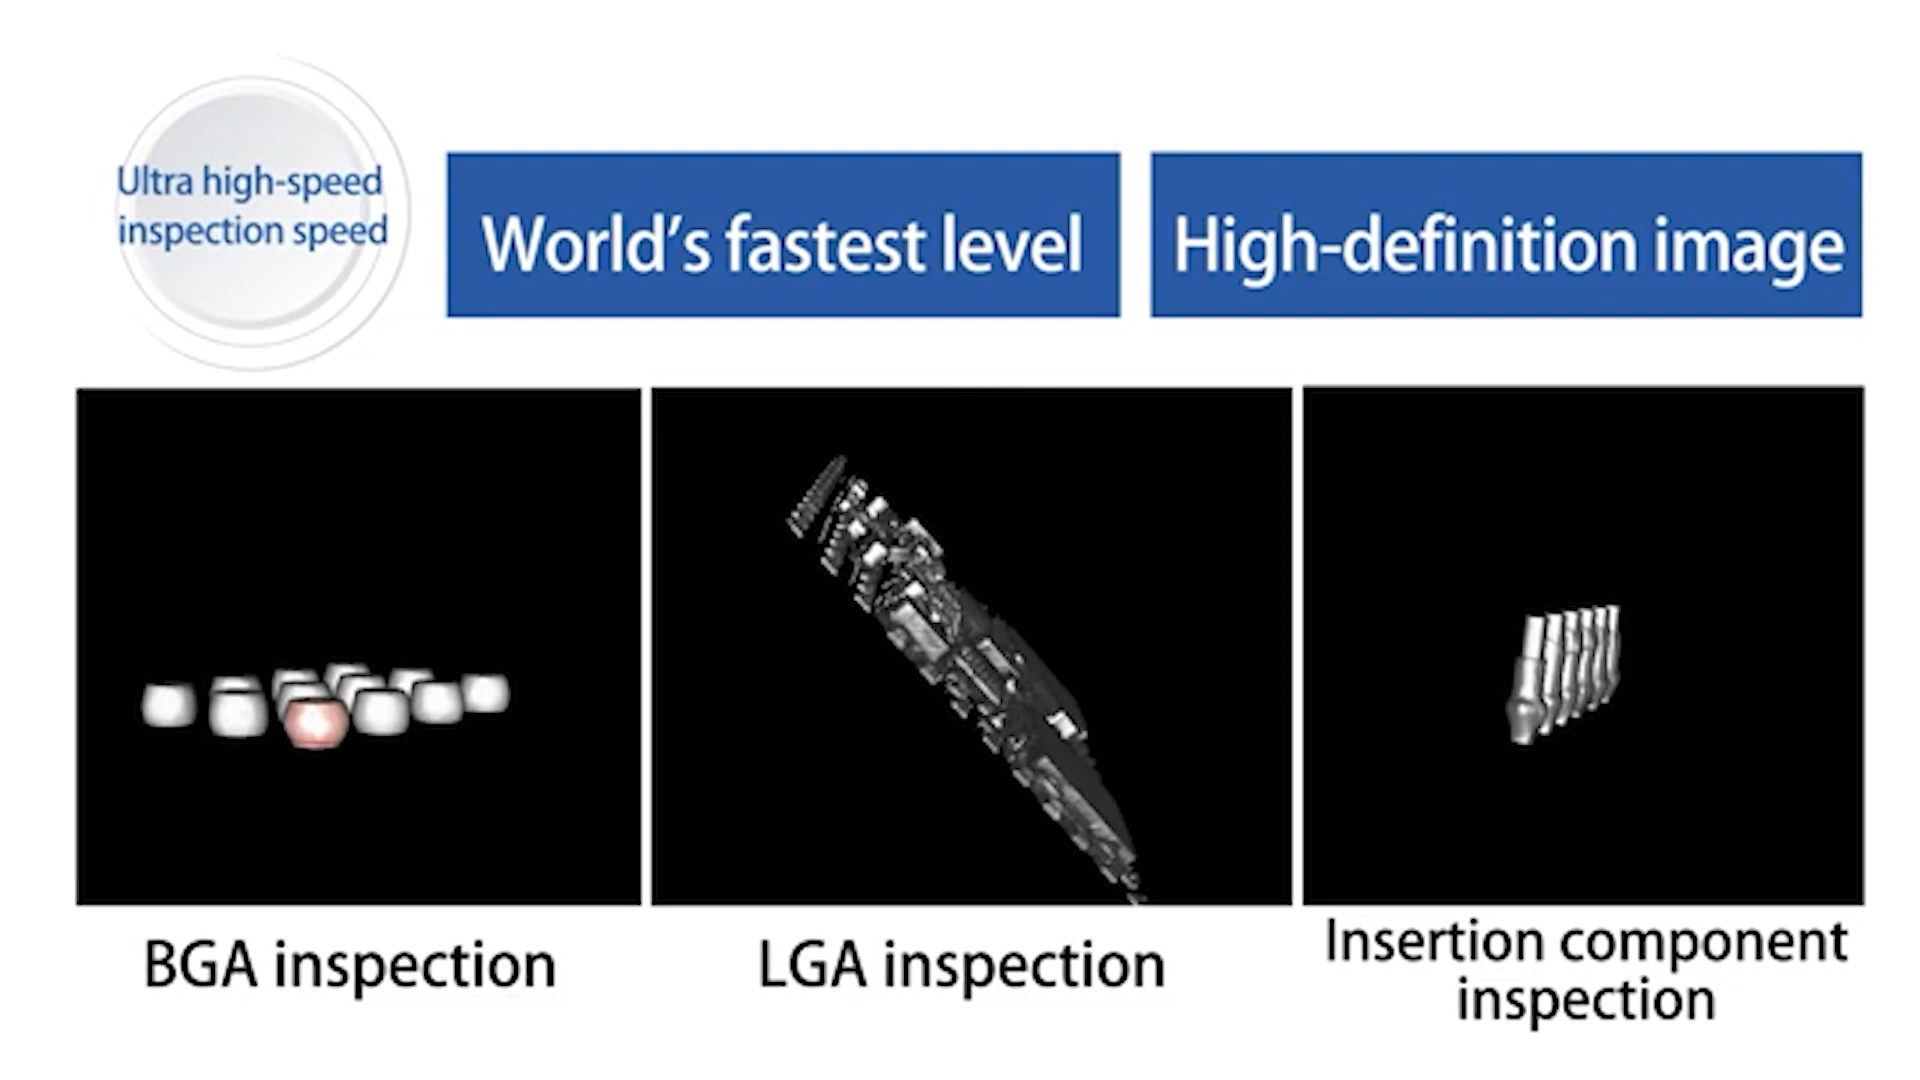 Ultra high-speed
inspection speed
World's fastest level
High-definition image
BGA inspection
LGA inspection
Insertion component
inspection